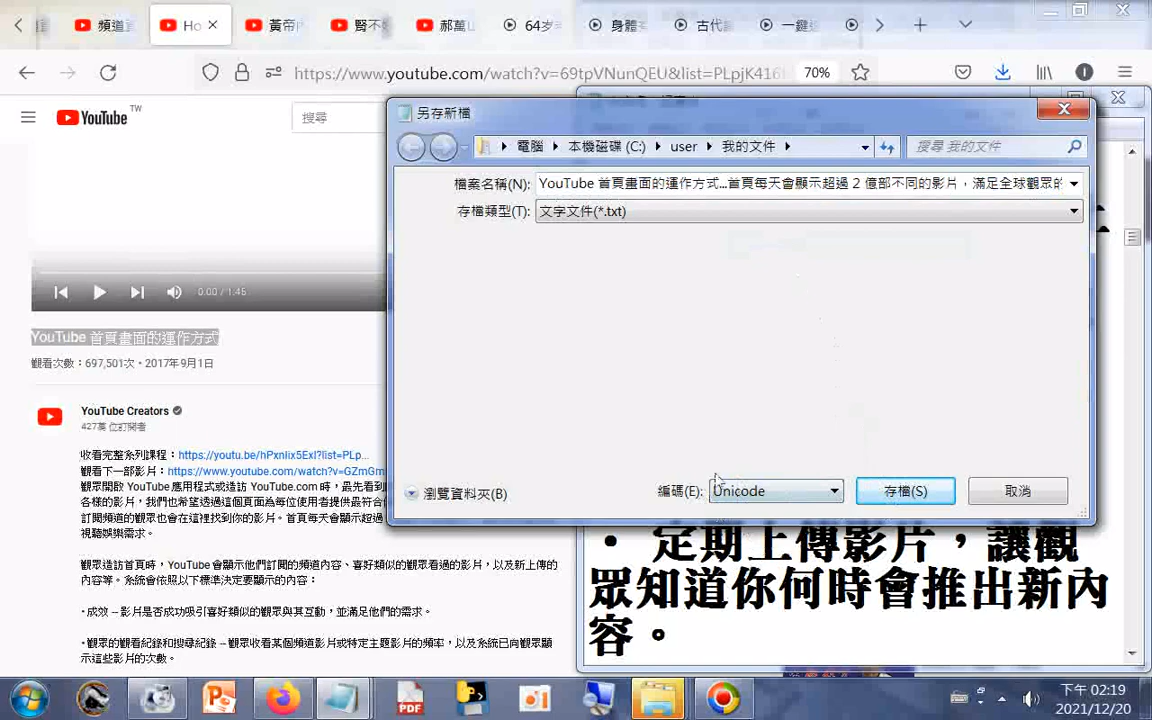 頻道
Ho
黃帝
腎不
郝萬山
64歲
身體
古代
一鍵
https://www.youtube.com/watch?v=69tpVNunQEU&list=PLpjK416
70%
YouTube TW
搜尋
另存新檔
電腦 本機磁碟 (C:) user 我的文件
搜尋 我的文件
檔案名稱(N): YouTube 首頁畫面的運作方式...首頁每天會顯示超過 2 億部不同的影片，滿足全球觀眾的
存檔類型(T): 文字文件(*.txt)
瀏覽資料夾(B)
編碼(E): Unicode
存檔(S)
取消
0:00 / 1:45
YouTube 首頁畫面的運作方式
觀看次數：697,501次・2017年9月1日
YouTube Creators
427萬 位訂閱者
收看完整系列課程：https://youtu.be/hPxnIix5ExI?list=PLp...
觀看下一部影片：https://www.youtube.com/watch?v=GZmGm
觀眾開啟 YouTube 應用程式或造訪 YouTube.com 時，最先看到
各樣的影片，我們也希望透過這個頁面為每位使用者提供最符合
訂閱頻道的觀眾也會在這裡找到你的影片。首頁每天會顯示超過
視聽娛樂需求。
觀眾造訪首頁時，YouTube 會顯示他們訂閱的頻道內容、喜好類似的觀眾看過的影片，以及新上傳的
內容等。系統會依照以下標準決定要顯示的內容：
・成效 – 影片是否成功吸引喜好類似的觀眾與其互動，並滿足他們的需求。
・觀眾的觀看紀錄和搜尋紀錄 – 觀眾收看某個頻道影片或特定主題影片的頻率，以及系統已向觀眾顯
示這些影片的次數。
• 定期上傳影片，讓觀
眾知道你何時會推出新內
容。
PDF
下午 02:19
2021/12/20